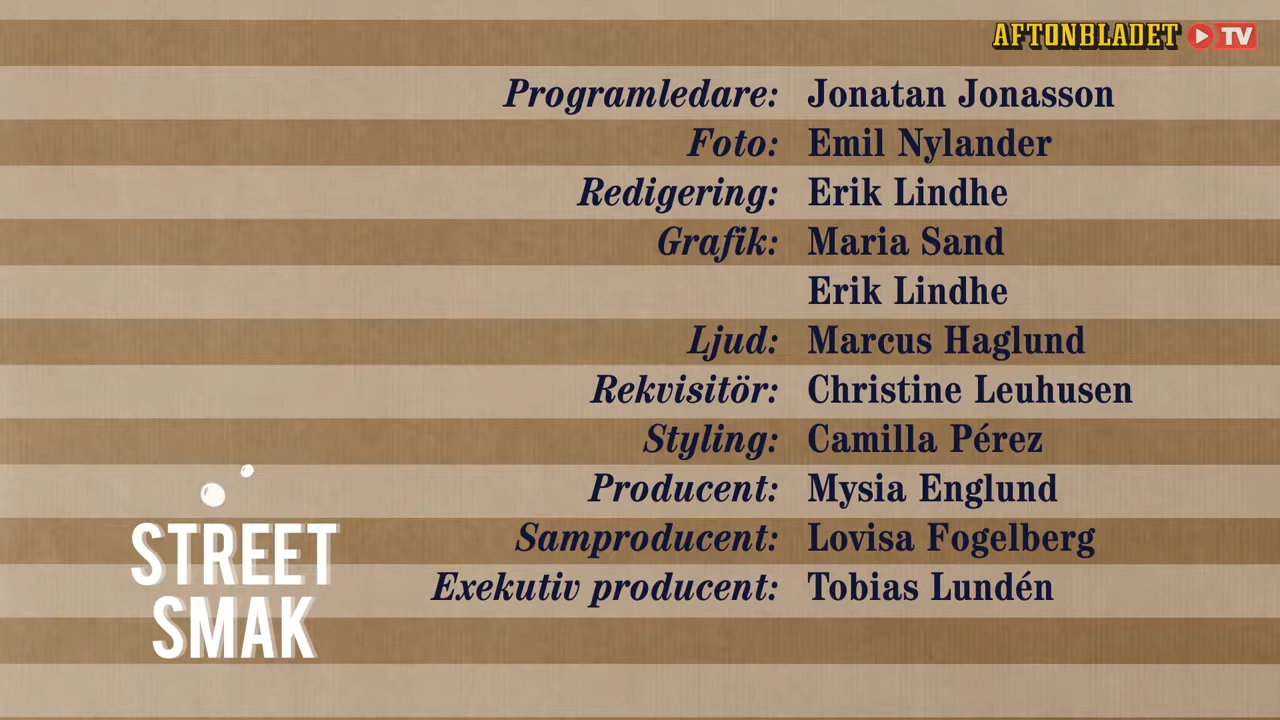 AFTONBLADET TV
Programledare: Jonatan Jonasson
Foto: Emil Nylander
Redigering: Erik Lindhe
Grafik: Maria Sand
Erik Lindhe
Ljud: Marcus Haglund
Rekvisitör: Christine Leuhusen
Styling: Camilla Pérez
Producent: Mysia Englund
Samproducent: Lovisa Fogelberg
Exekutiv producent: Tobias Lundén
STREET
SMAK